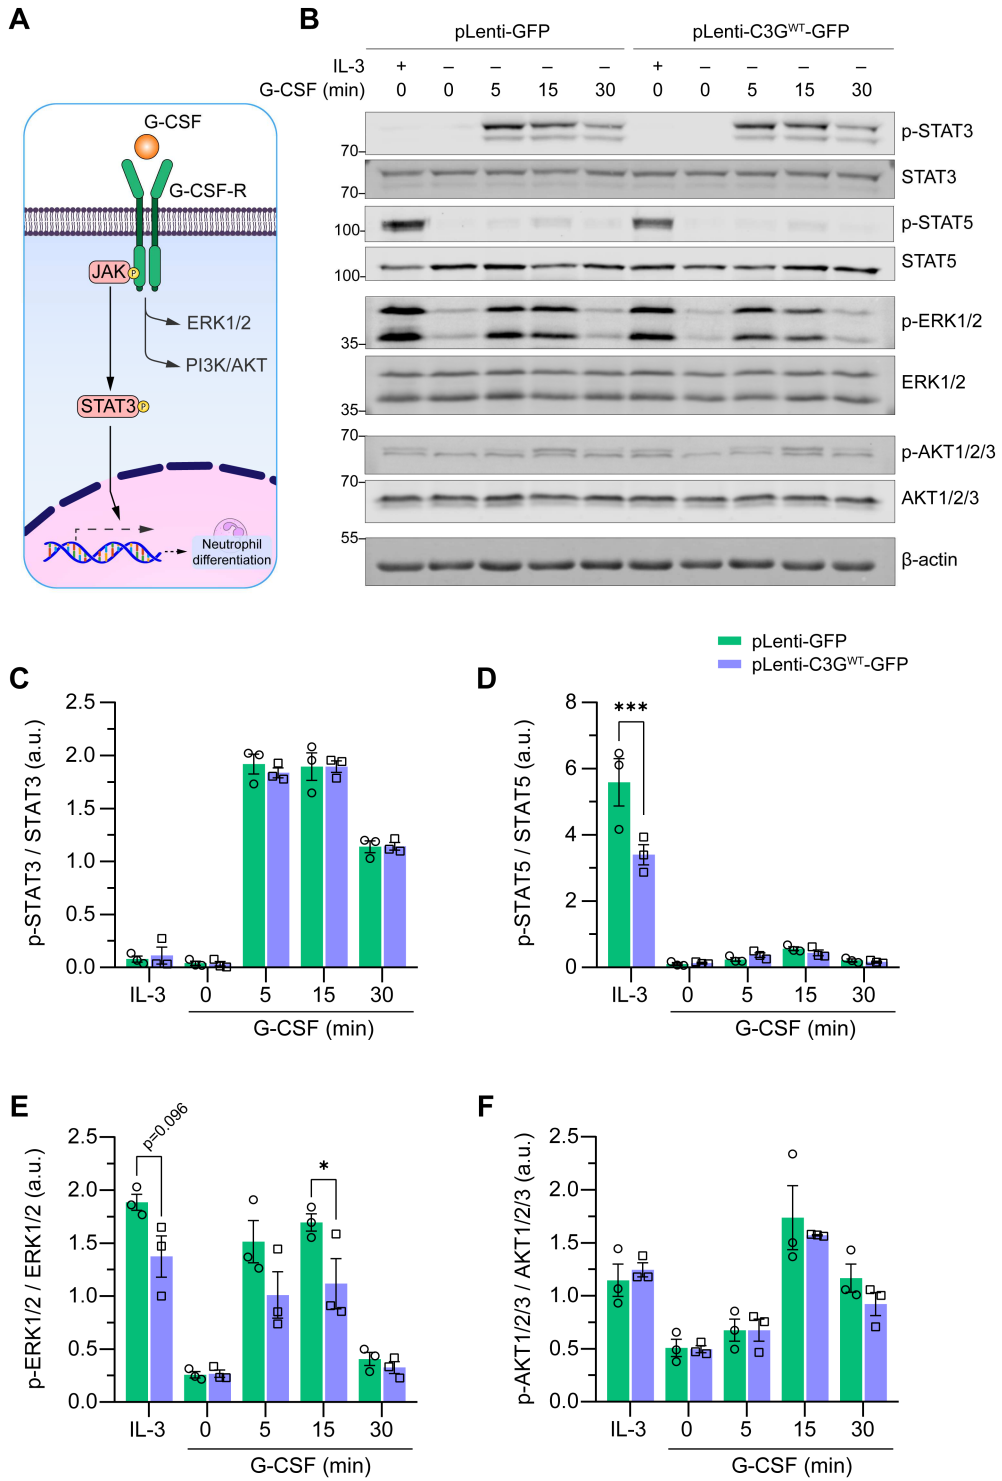 A
G-CSF
G-CSF-R
JAK
P
ERK1/2
PI3K/AKT
STAT3
P
Neutrophil
differentiation
B
pLenti-GFP
pLenti-C3GWT-GFP
IL-3 + – – – – + – – – –
G-CSF (min) 0 0 5 15 30 0 0 5 15 30
p-STAT3
70
STAT3
70
p-STAT5
100
STAT5
100
p-ERK1/2
35
ERK1/2
35
70
p-AKT1/2/3
70
AKT1/2/3
55
β-actin
pLenti-GFP
pLenti-C3GWT-GFP
C
p-STAT3 / STAT3 (a.u.)
2.5
2.0
1.5
1.0
0.5
0.0
IL-3 0 5 15 30
G-CSF (min)
D
p-STAT5 / STAT5 (a.u.)
8
6
4
2
0
***
IL-3 0 5 15 30
G-CSF (min)
E
p-ERK1/2 / ERK1/2 (a.u.)
2.5
2.0
1.5
1.0
0.5
0.0
p=0.096
*
IL-3 0 5 15 30
G-CSF (min)
F
p-AKT1/2/3 / AKT1/2/3 (a.u.)
2.5
2.0
1.5
1.0
0.5
0.0
IL-3 0 5 15 30
G-CSF (min)